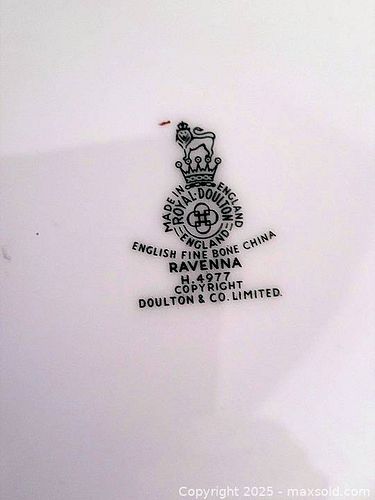 MADE IN ENGLAND
ROYAL·DOULTON
ENGLAND
ENGLISH FINE BONE CHINA
RAVENNA
H.4977
COPYRIGHT
DOULTON & CO. LIMITED.
Copyright 2025 - maxsold.com